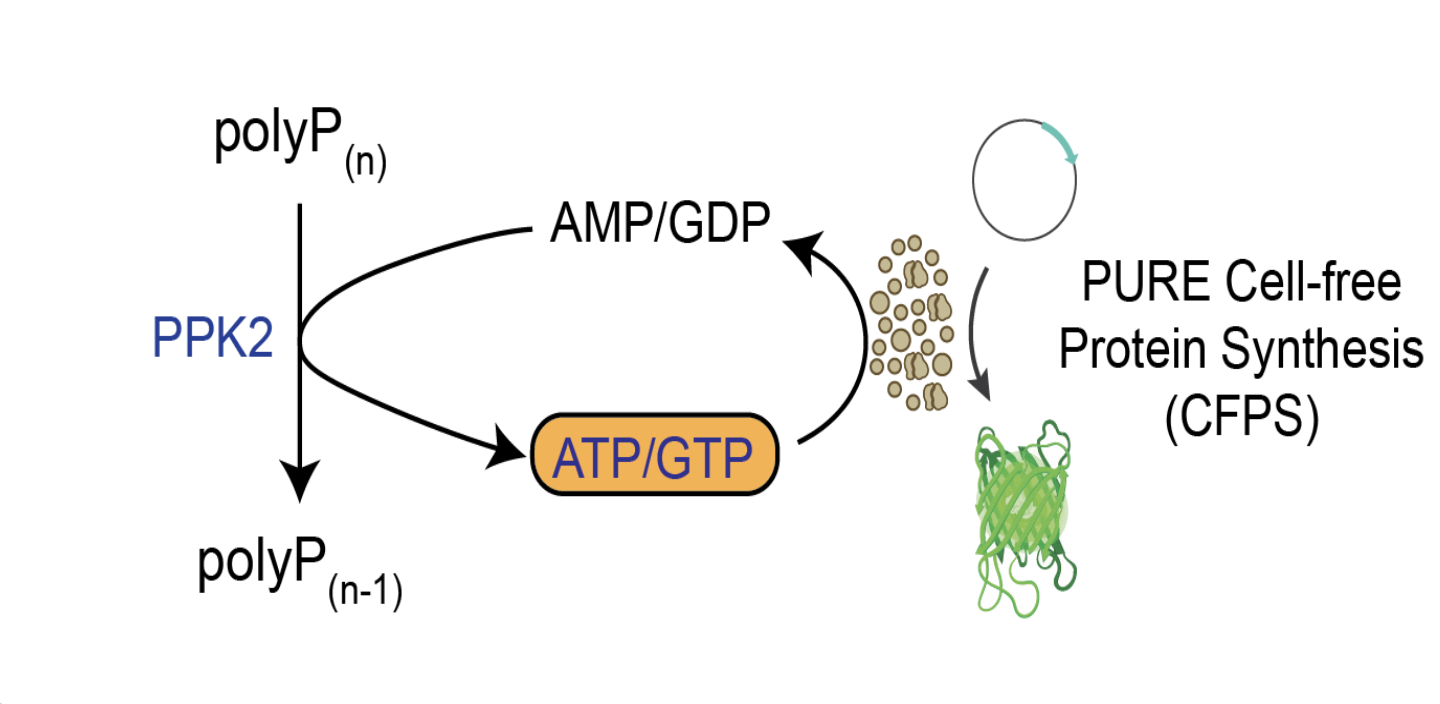 polyP(n)
AMP/GDP
PPK2
ATP/GTP
polyP(n-1)
PURE Cell-free
Protein Synthesis
(CFPS)